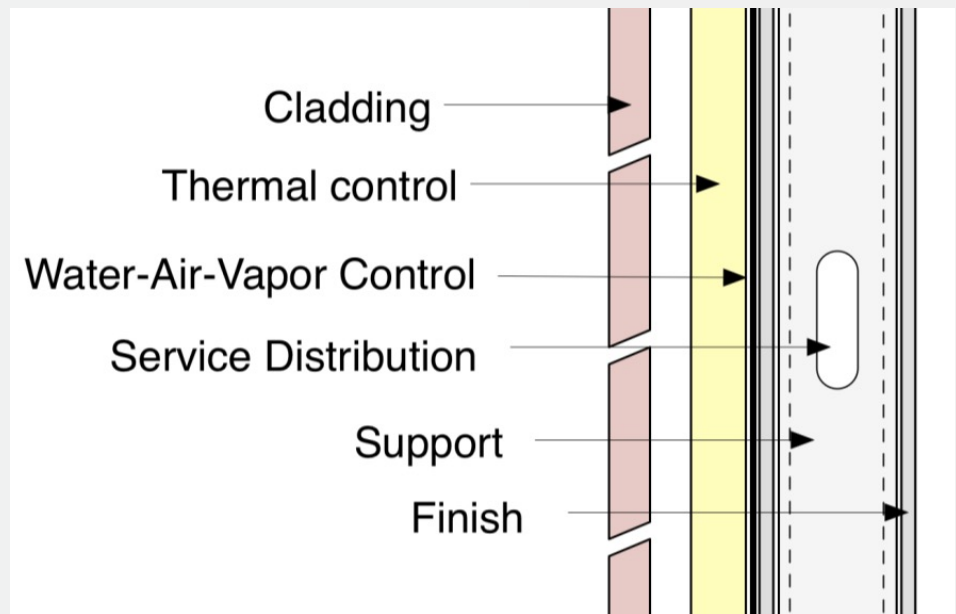 Cladding
Thermal control
Water-Air-Vapor Control
Service Distribution
Support
Finish